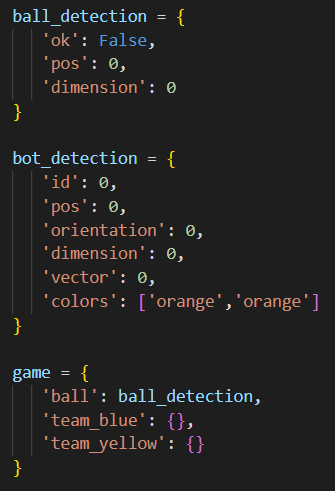 ball_detection = {
    'ok': False,
    'pos': 0,
    'dimension': 0
}

bot_detection = {
    'id': 0,
    'pos': 0,
    'orientation': 0,
    'dimension': 0,
    'vector': 0,
    'colors': ['orange','orange']
}

game = {
    'ball': ball_detection,
    'team_blue': {},
    'team_yellow': {}
}